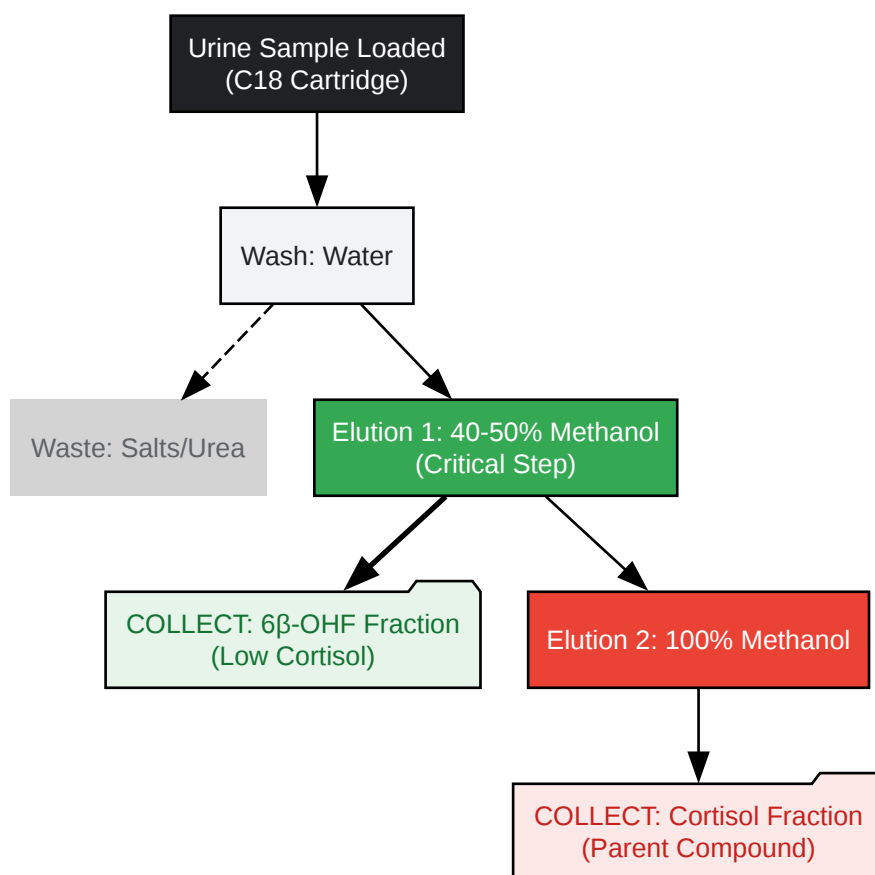 Urine Sample Loaded
(C18 Cartridge)
Wash: Water
Waste: Salts/Urea
Elution 1: 40-50% Methanol
(Critical Step)
COLLECT: 6β-OHF Fraction
(Low Cortisol)
Elution 2: 100% Methanol
COLLECT: Cortisol Fraction
(Parent Compound)